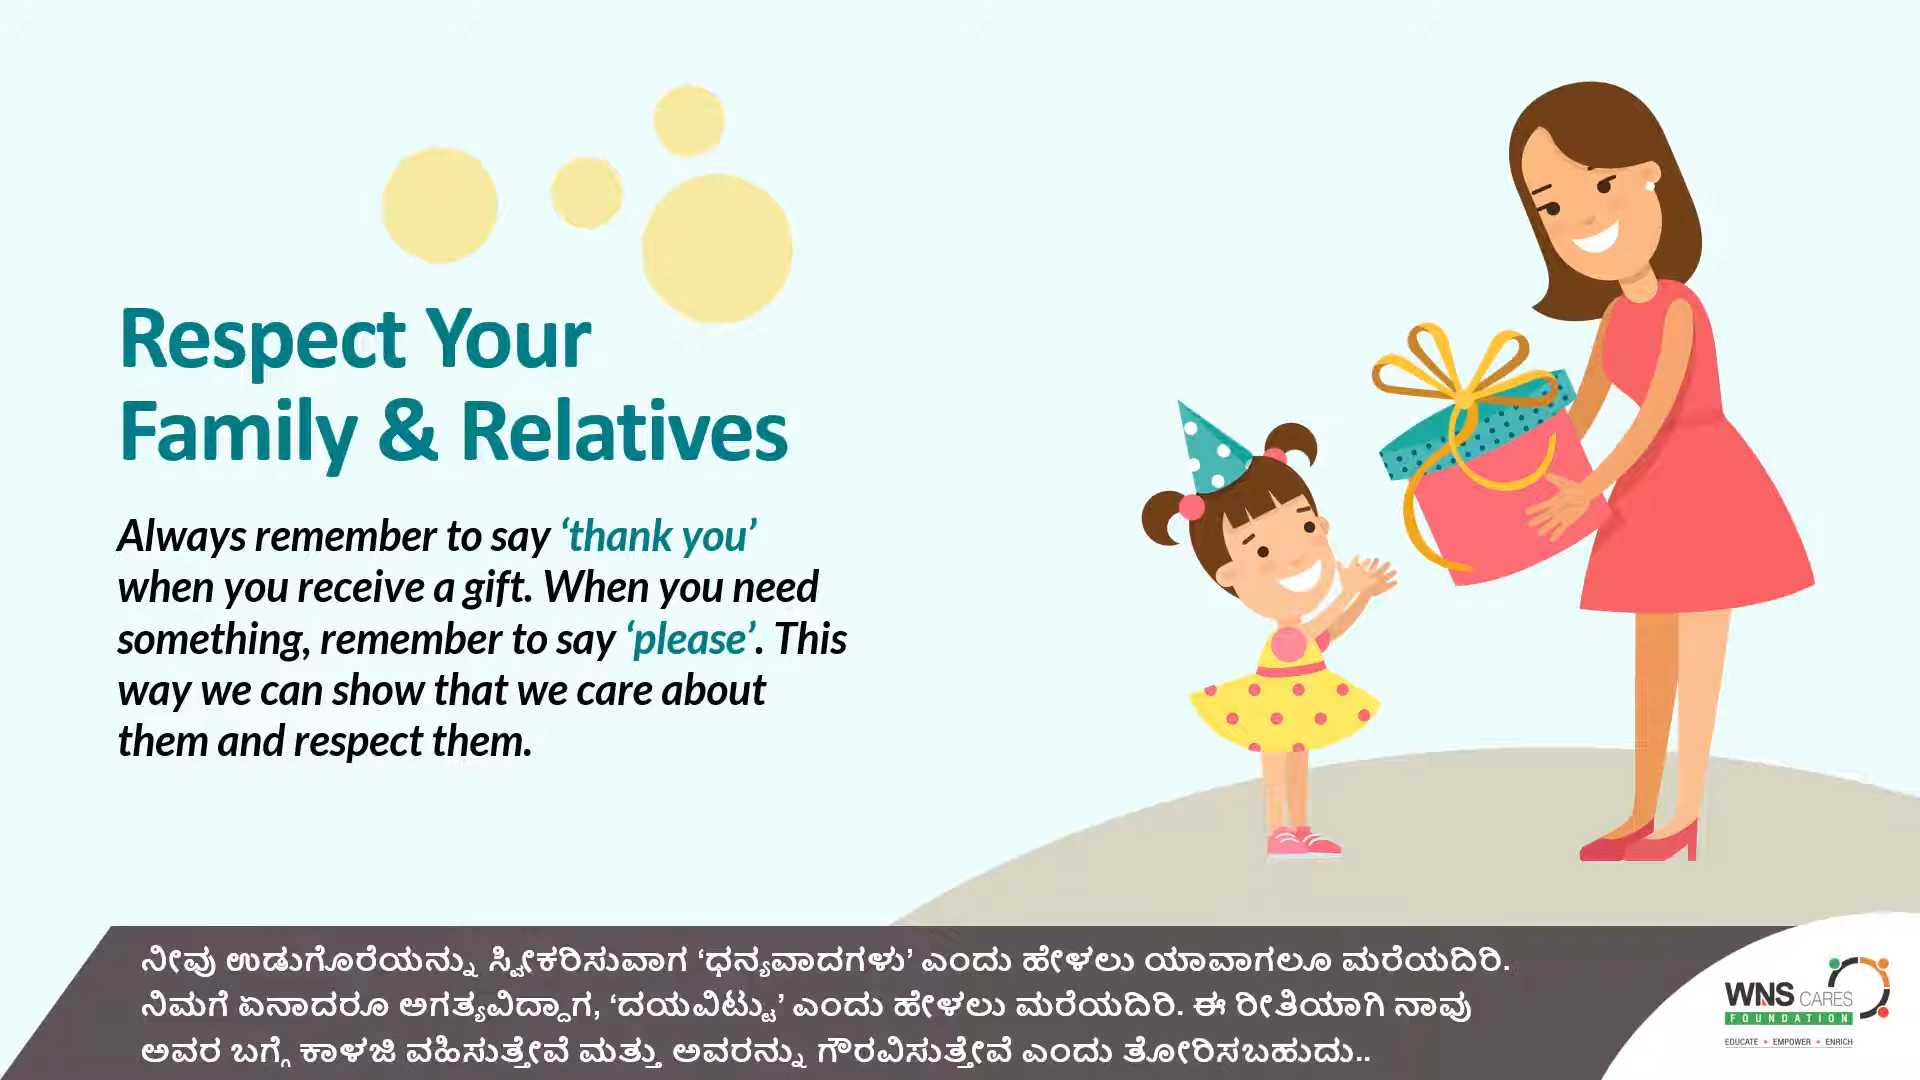 Respect Your
Family & Relatives
Always remember to say ‘thank you’
when you receive a gift. When you need
something, remember to say ‘please’. This
way we can show that we care about
them and respect them.
ನೀವು ಉಡುಗೊರೆಯನ್ನು ಸ್ವೀಕರಿಸುವಾಗ ‘ಧನ್ಯವಾದಗಳು’ ಎಂದು ಹೇಳಲು ಯಾವಾಗಲೂ ಮರೆಯದಿರಿ.
ನಿಮಗೆ ಏನಾದರೂ ಅಗತ್ಯವಿದ್ದಾಗ, ‘ದಯವಿಟ್ಟು’ ಎಂದು ಹೇಳಲು ಮರೆಯದಿರಿ. ಈ ರೀತಿಯಾಗಿ ನಾವು
ಅವರ ಬಗ್ಗೆ ಕಾಳಜಿ ವಹಿಸುತ್ತೇವೆ ಮತ್ತು ಅವರನ್ನು ಗೌರವಿಸುತ್ತೇವೆ ಎಂದು ತೋರಿಸಬಹುದು..
WNS CARES
FOUNDATION
EDUCATE • EMPOWER • ENRICH